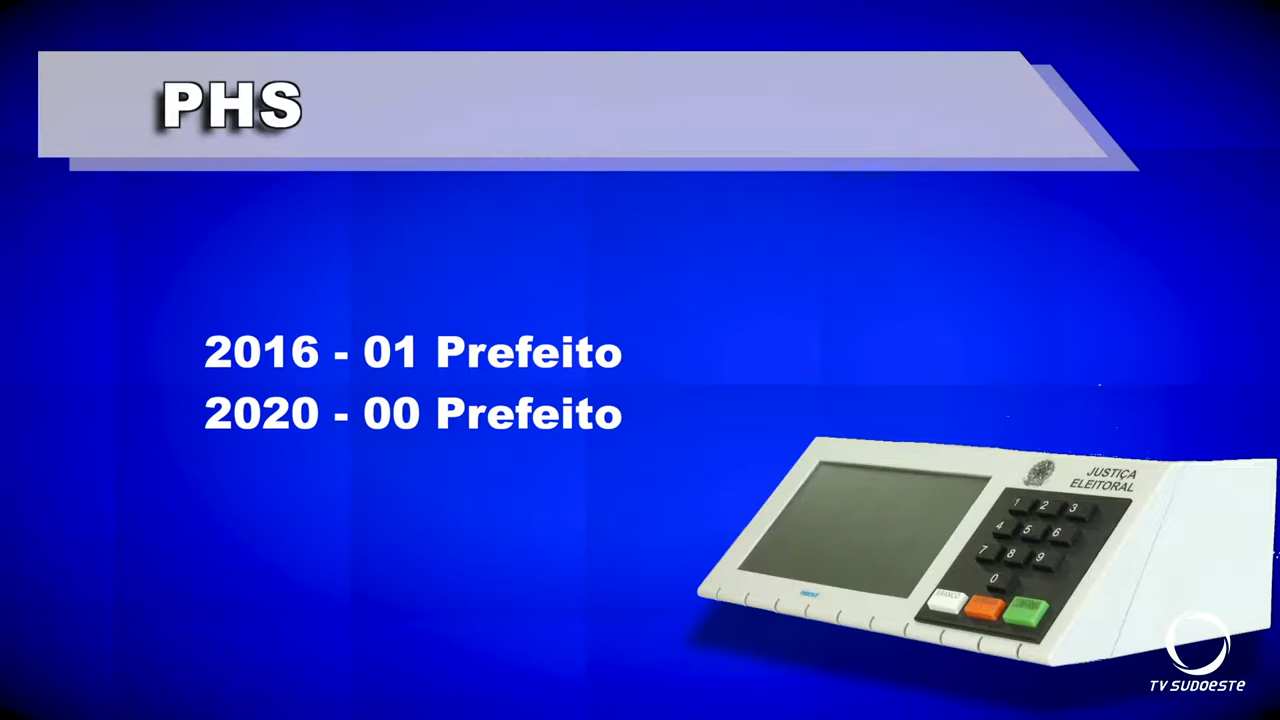 PHS
2016 - 01 Prefeito
2020 - 00 Prefeito
JUSTIÇA
ELEITORAL
1 2 3
4 5 6
7 8 9
0
BRANCO
TV SUDOESTE